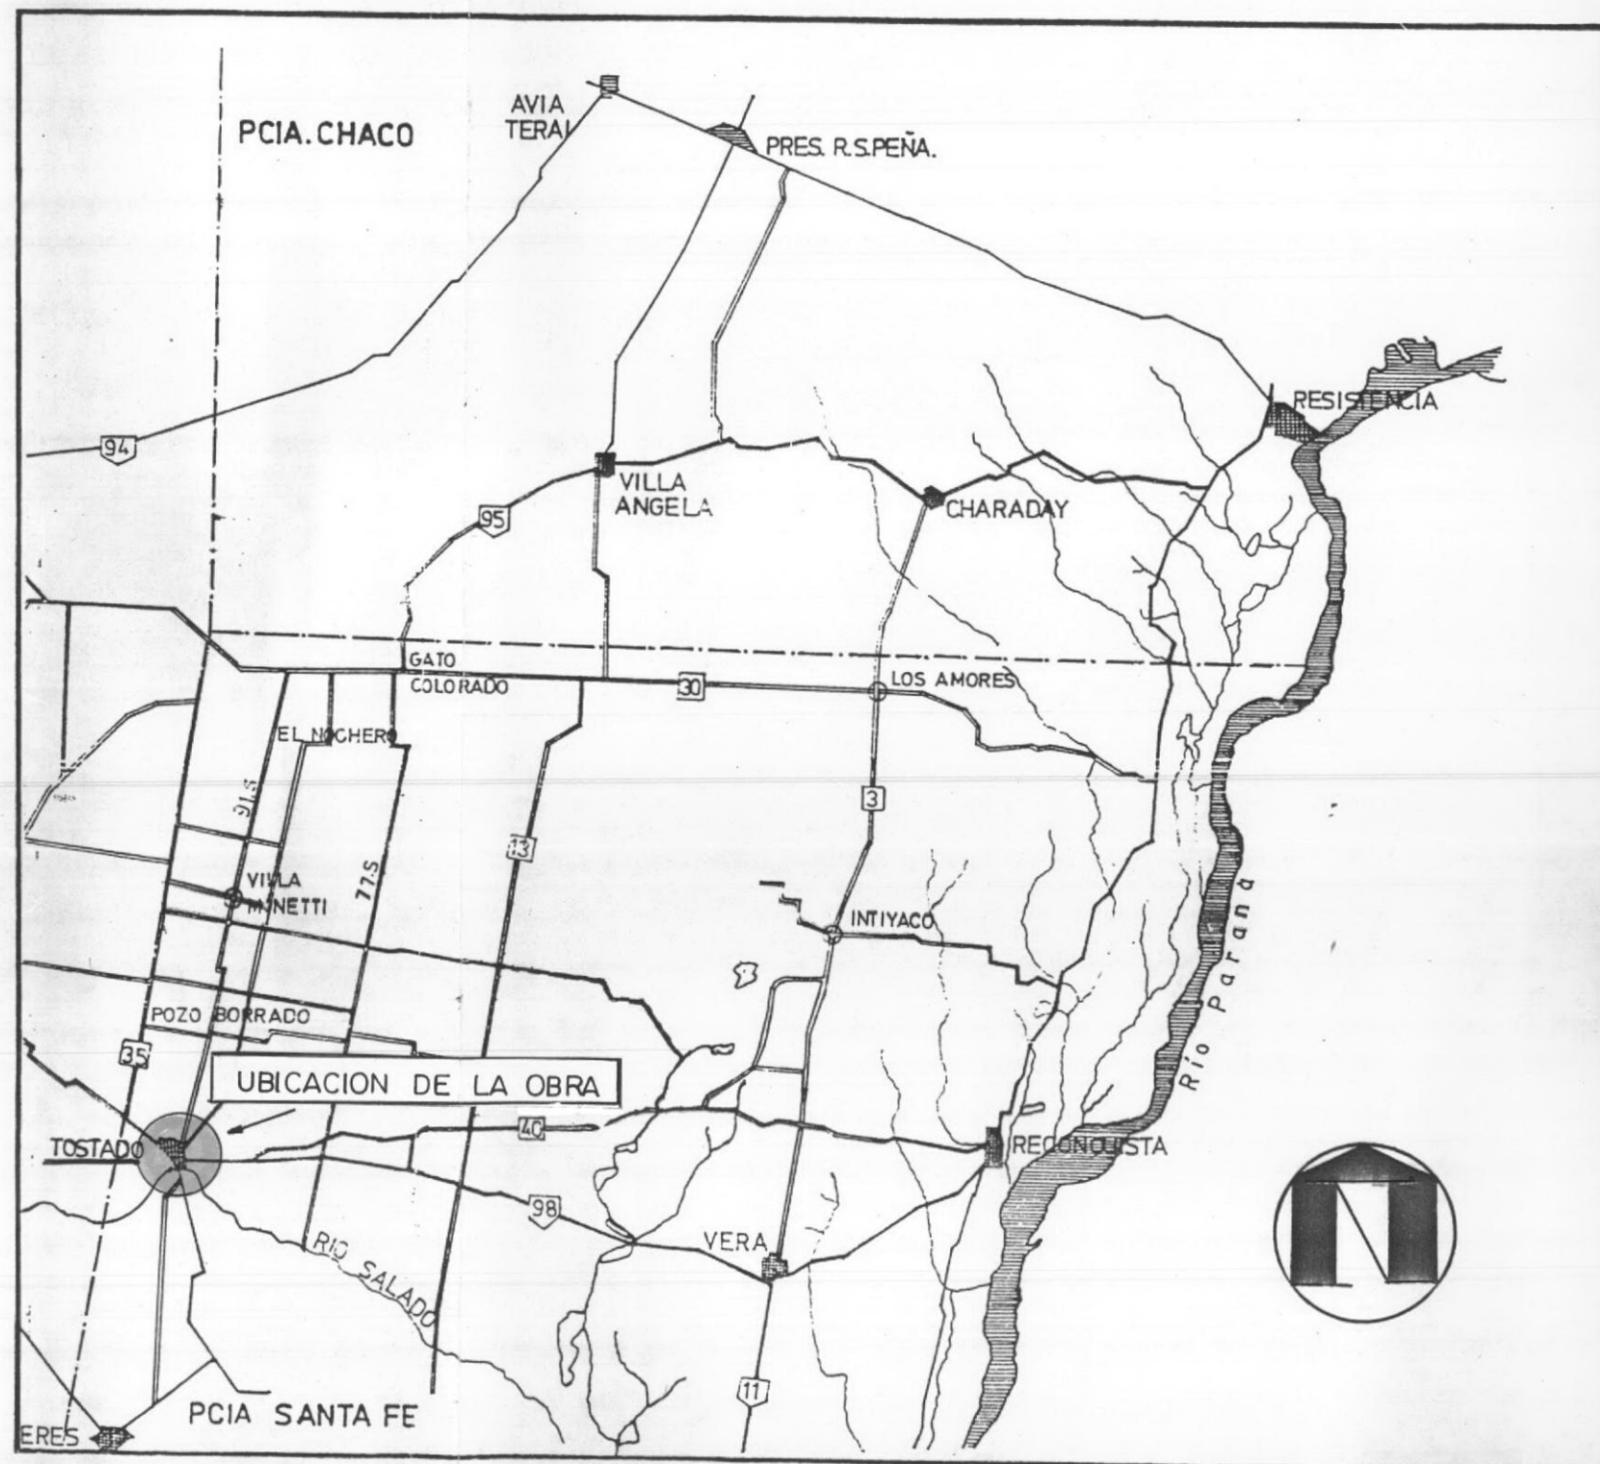 AVIA
TERAI
PCIA. CHACO
PRES. R.S.PEÑA.
RESISTENCIA
94
VILLA
ANGELA
95
CHARADAY
GATO
COLORADO
30
LOS AMORES
EL NOCHERO
91.S
3
13
77.S
VILLA
MINETTI
INTIYACO
Río Paraná
POZO BORRADO
35
UBICACION DE LA OBRA
40
TOSTADO
RECONQUISTA
98
N
RIO SALADO
VERA
11
PCIA SANTA FE
ERES